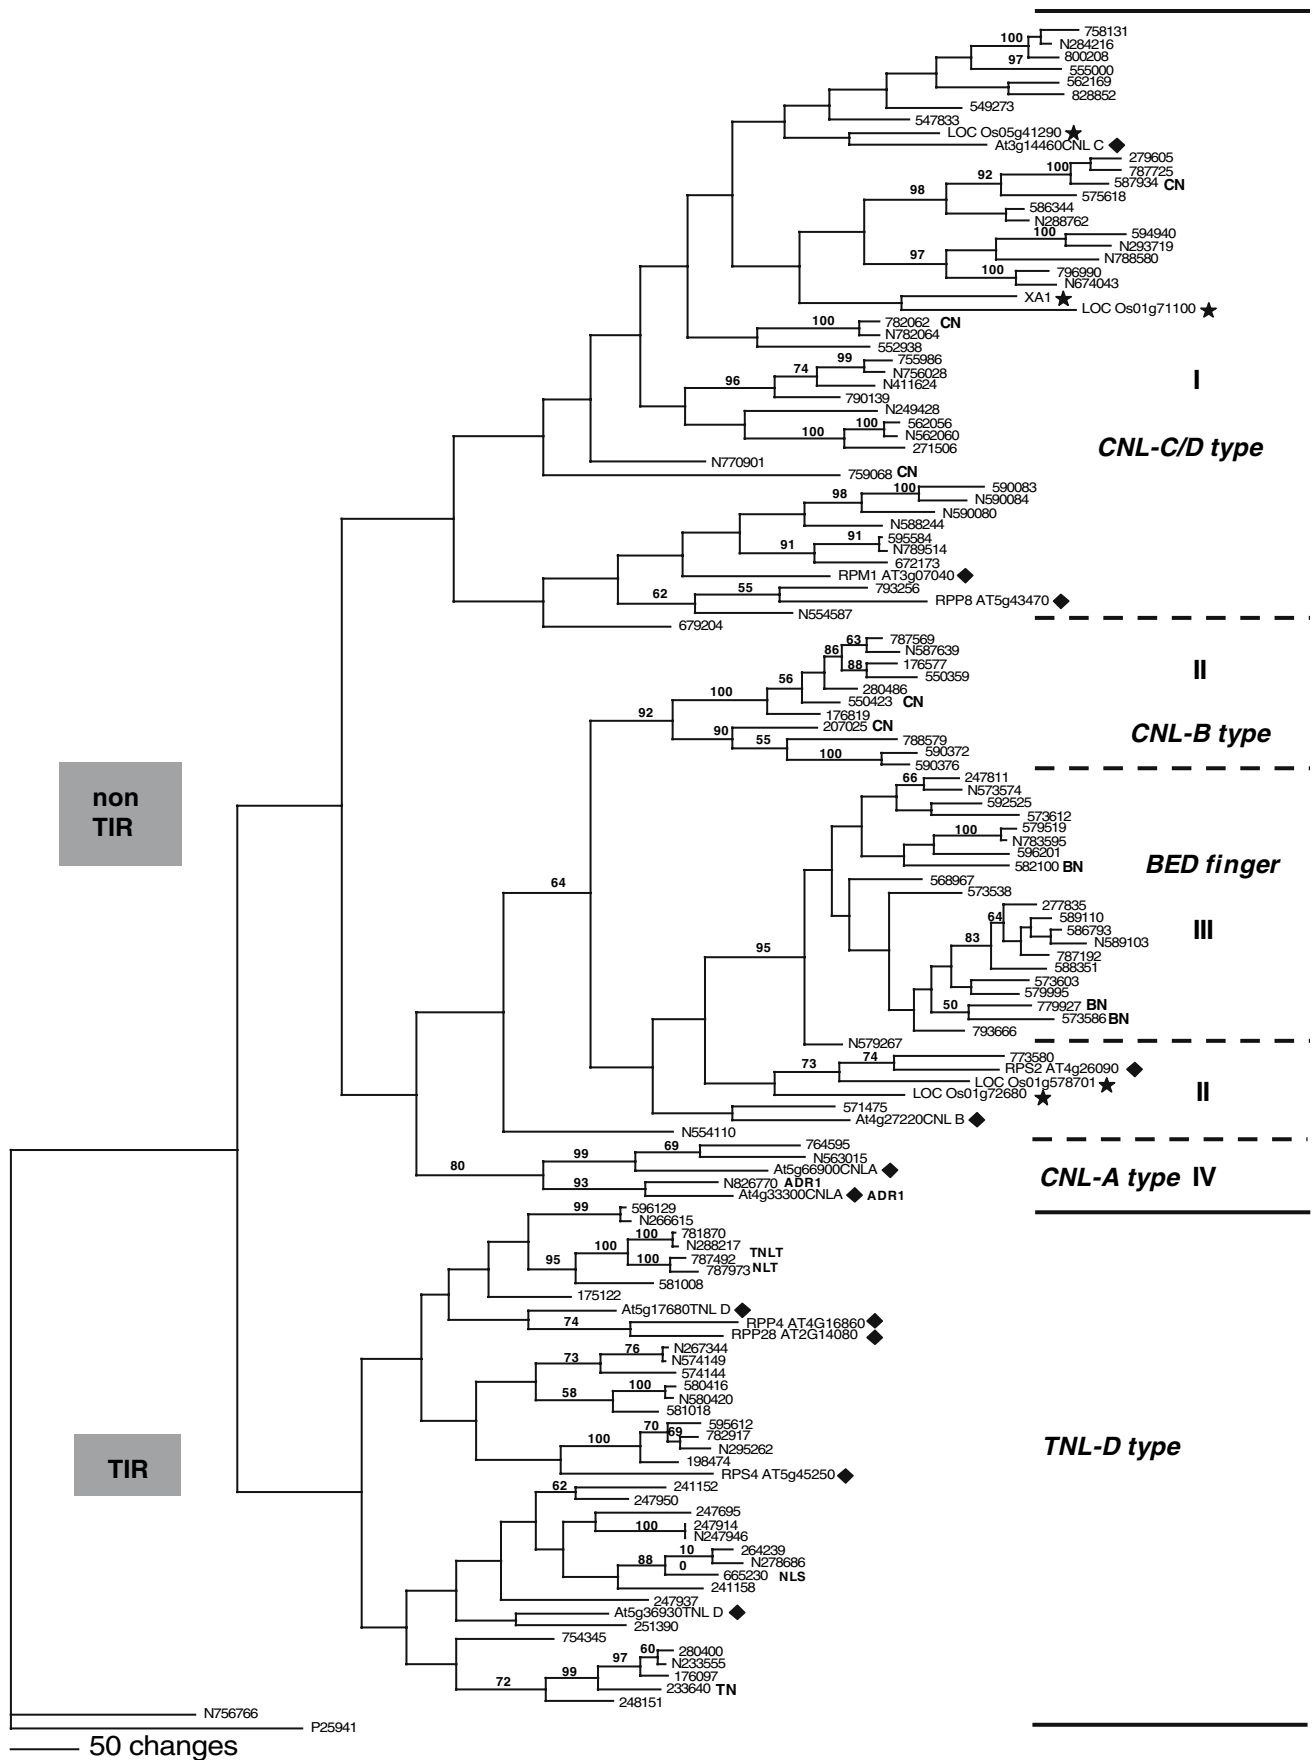 758131
100
N284216
800208
97
555000
562169
828852
549273
547833
LOC Os05g41290
At3g14460CNL C
279605
100
787725
92
587934 CN
98
575618
586344
N288762
100
594940
N293719
97
N788580
100
796990
N674043
XA1
LOC Os01g71100
782062 CN
100
N782064
552938
99
755986
74
N756028
I
96
N411624
790139
N249428
100
562056
100
N562060
271506
CNL-C/D type
N770901
759068 CN
100
590083
98
N590084
N590080
N588244
91
595584
91
N789514
672173
RPM1 AT3g07040
55
793256
62
RPP8 AT5g43470
N554587
679204
63
787569
86
N587639
88
176577
II
56
550359
280486
100
550423 CN
92
176819
207025 CN
90
CNL-B type
55
788579
100
590372
590376
66
247811
N573574
non
TIR
592525
573612
100
579519
N783595
596201
BED finger
582100 BN
64
568967
573538
277835
64
589110
586793
III
83
N589103
95
787192
588351
573603
579995
50
779927 BN
573586 BN
793666
N579267
74
773580
73
RPS2 AT4g26090
LOC Os01g578701
II
LOC Os01g72680
571475
At4g27220CNL B
N554110
69
764595
99
N563015
80
At5g66900CNLA
CNL-A type IV
93
N826770 ADR1
At4g33300CNLA
ADR1
99
596129
N266615
100
781870
100
N288217
TNLT
95
100
787492
787973 NLT
581008
175122
At5g17680TNL D
74
RPP4 AT4G16860
RPP28 AT2G14080
76
N267344
73
N574149
574144
100
580416
58
N580420
581018
70
595612
69
782917
TNL-D type
100
N295262
198474
TIR
RPS4 AT5g45250
62
241152
247950
247695
100
247914
N247946
10
264239
88
0
N278686
665230 NLS
241158
247937
At5g36930TNL D
251390
754345
60
280400
97
N233555
99
176097
72
233640 TN
248151
N756766
P25941
50 changes